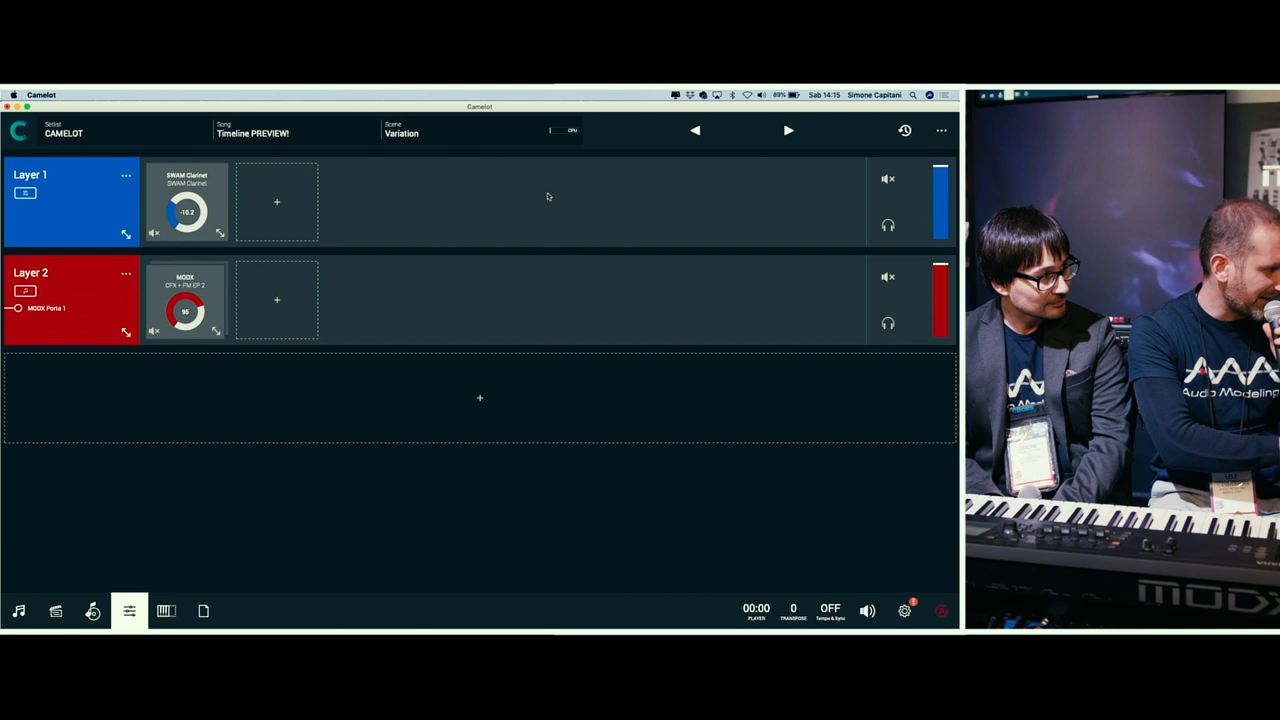 Camelot
89%
Sab 14:15
Simone Capitani
Camelot
Setlist
CAMELOT
Song
Timeline PREVIEW!
Scene
Variation
CPU
Layer 1
SWAM Clarinet
SWAM Clarinet
-10.2
+
Layer 2
MODX Porta 1
MODX
CFX + FM EP 2
95
+
+
00:00
PLAYER
0
TRANSPOSE
OFF
Tempo & Sync
!
Audio Modeling
MODX